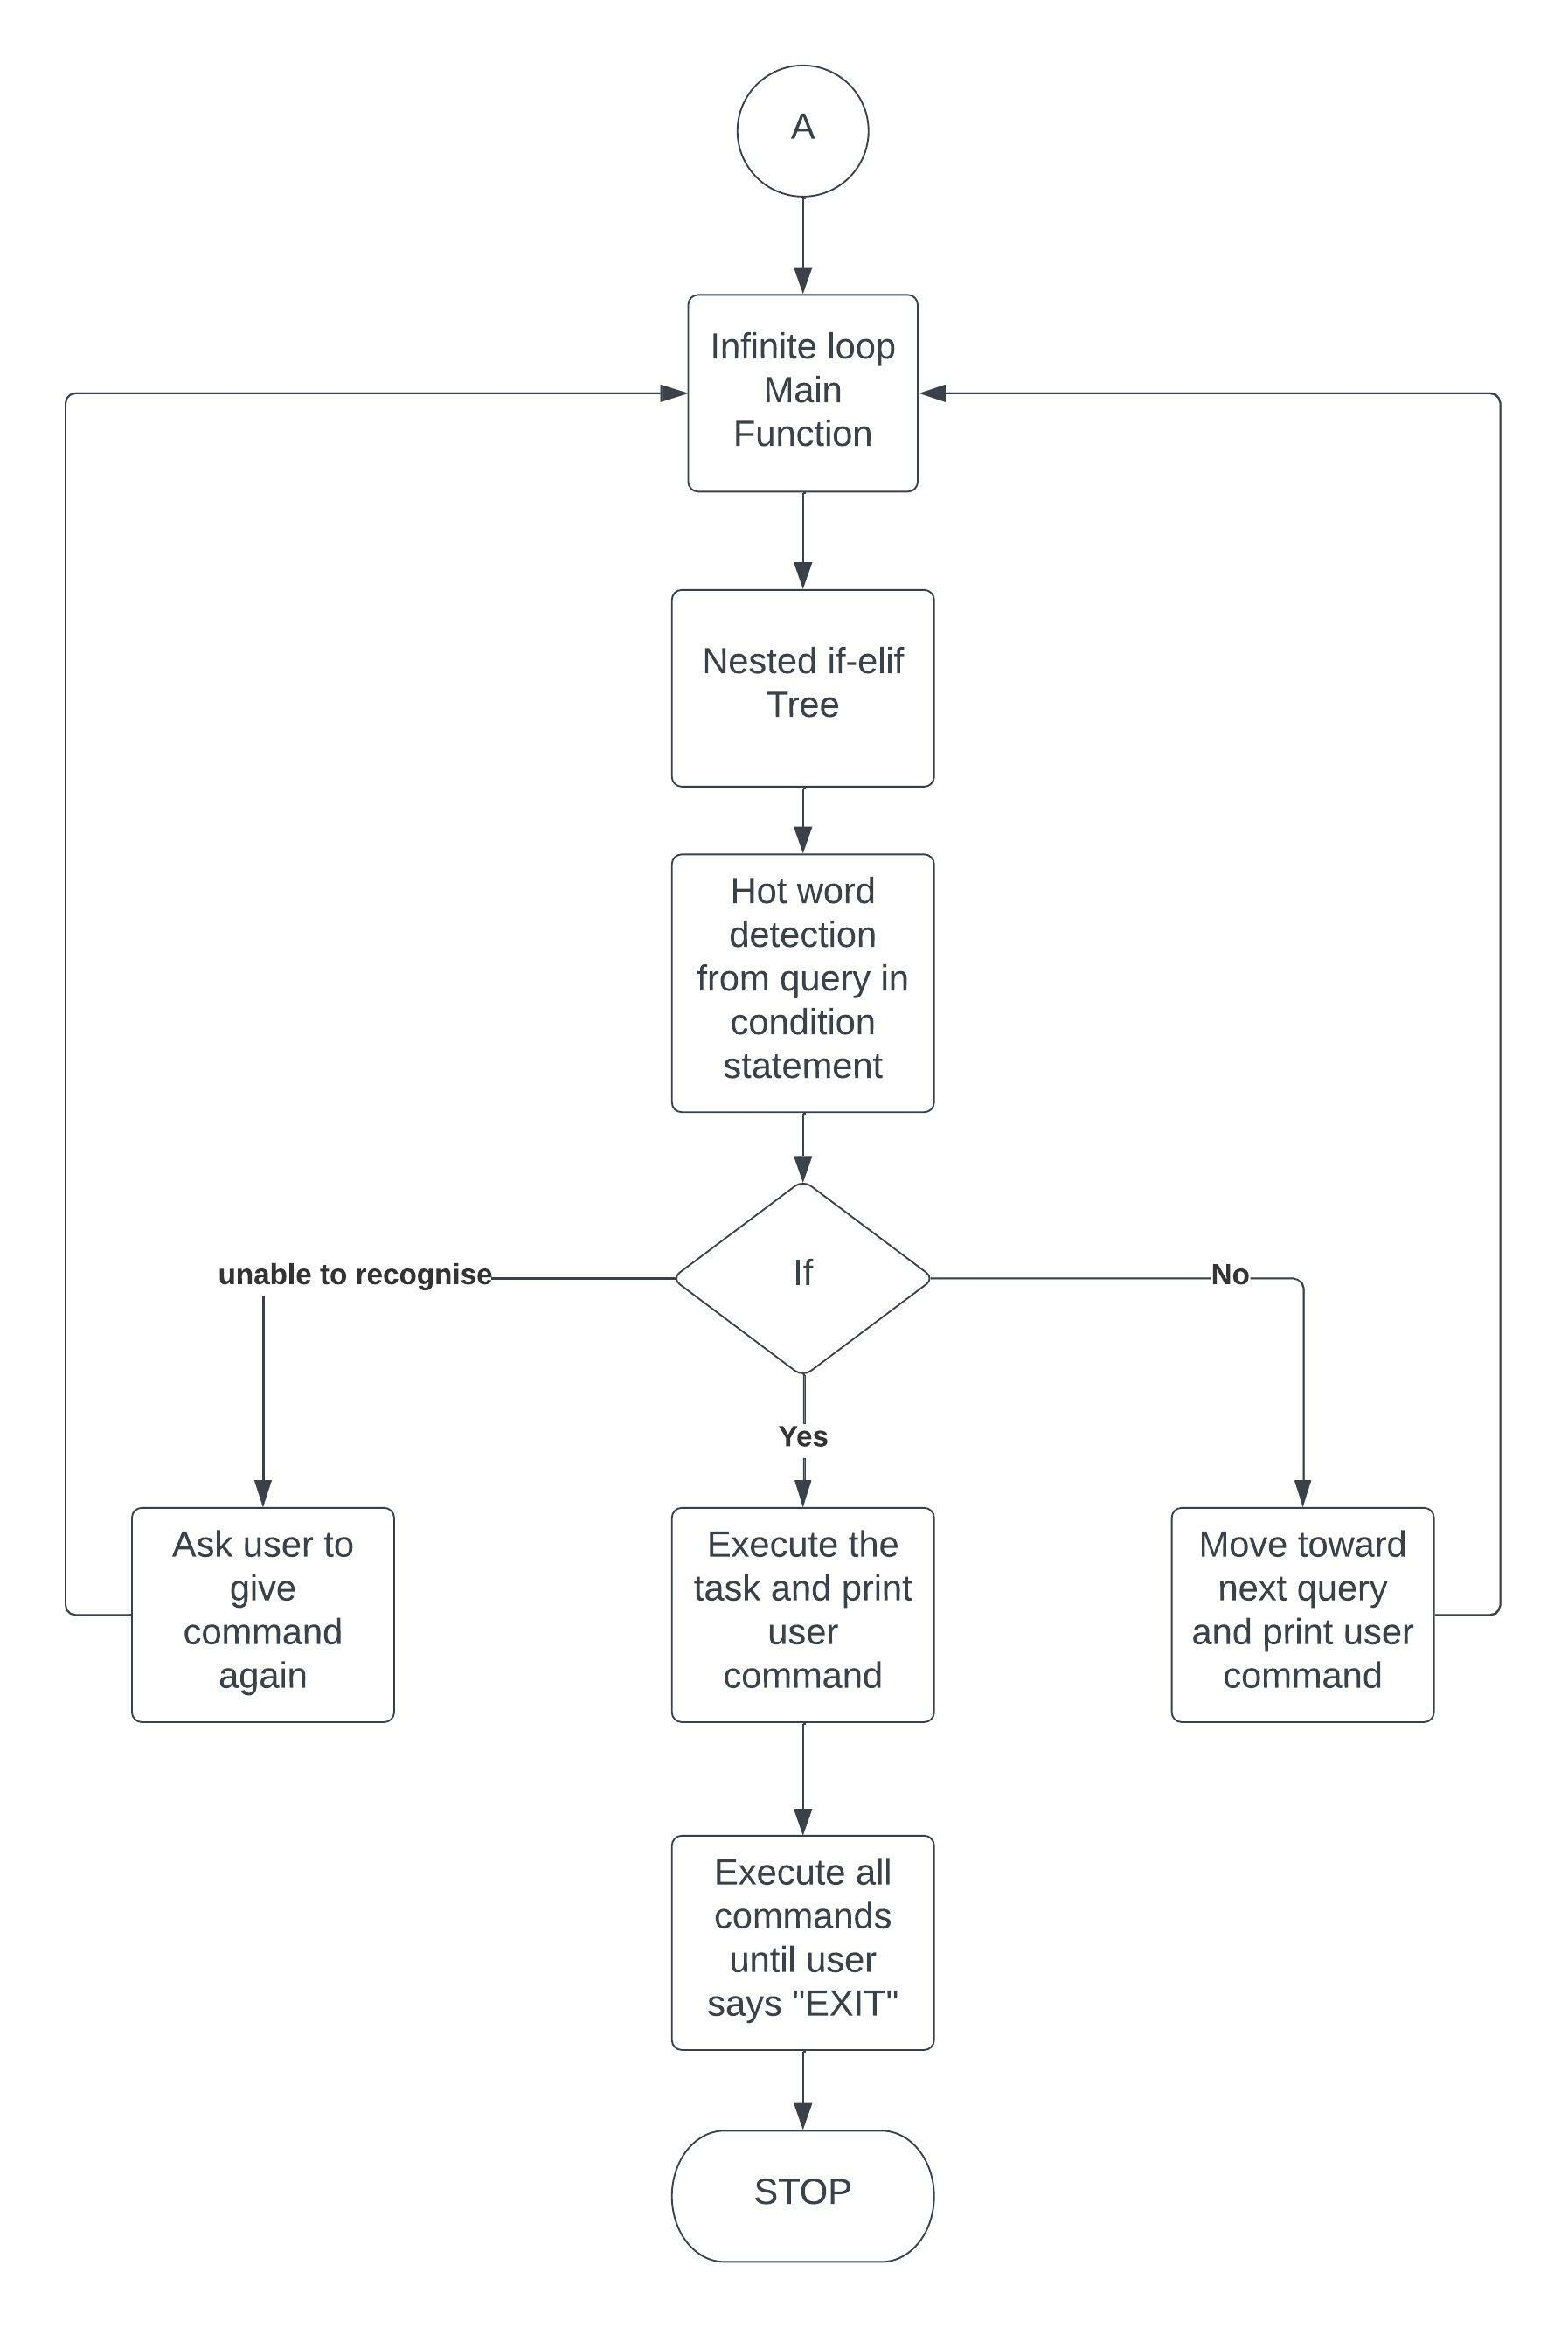 A
Infinite loop
Main
Function
Nested if-elif
Tree
Hot word
detection
from query in
condition
statement
If
unable to recognise
No
Yes
Ask user to
give
command
again
Execute the
task and print
user
command
Move toward
next query
and print user
command
Execute all
commands
until user
says "EXIT"
STOP